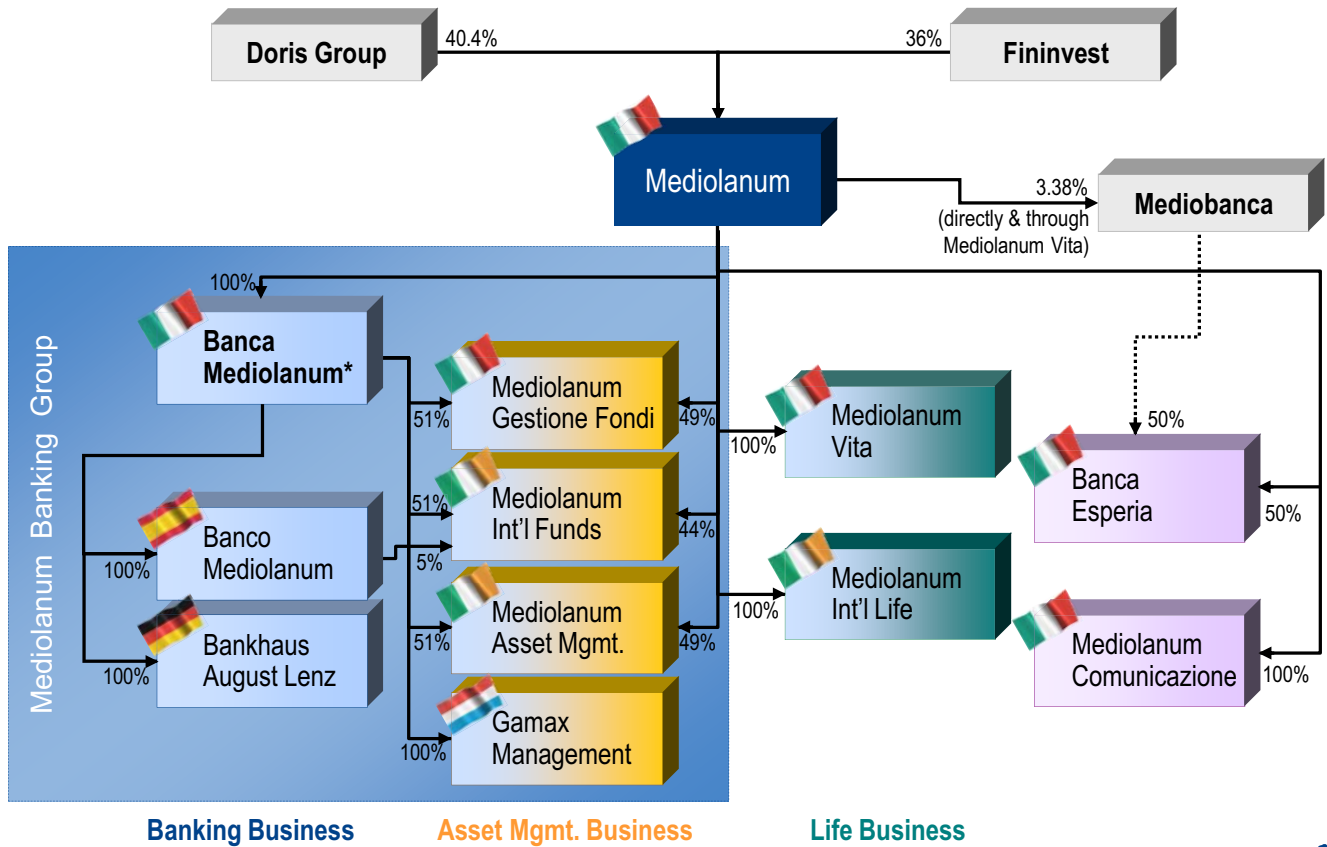 Doris Group
40.4%
36%
Fininvest
Mediolanum
3.38%
(directly & through
Mediolanum Vita)
Mediobanca
Mediolanum Banking Group
100%
Banca
Mediolanum*
Mediolanum
Gestione Fondi
51%
49%
Mediolanum
Vita
100%
50%
Banca
Esperia
50%
Banco
Mediolanum
100%
Mediolanum
Int'l Funds
51%
5%
44%
Mediolanum
Int'l Life
100%
Bankhaus
August Lenz
100%
Mediolanum
Asset Mgmt.
51%
49%
Mediolanum
Comunicazione
100%
Gamax
Management
100%
Banking Business
Asset Mgmt. Business
Life Business